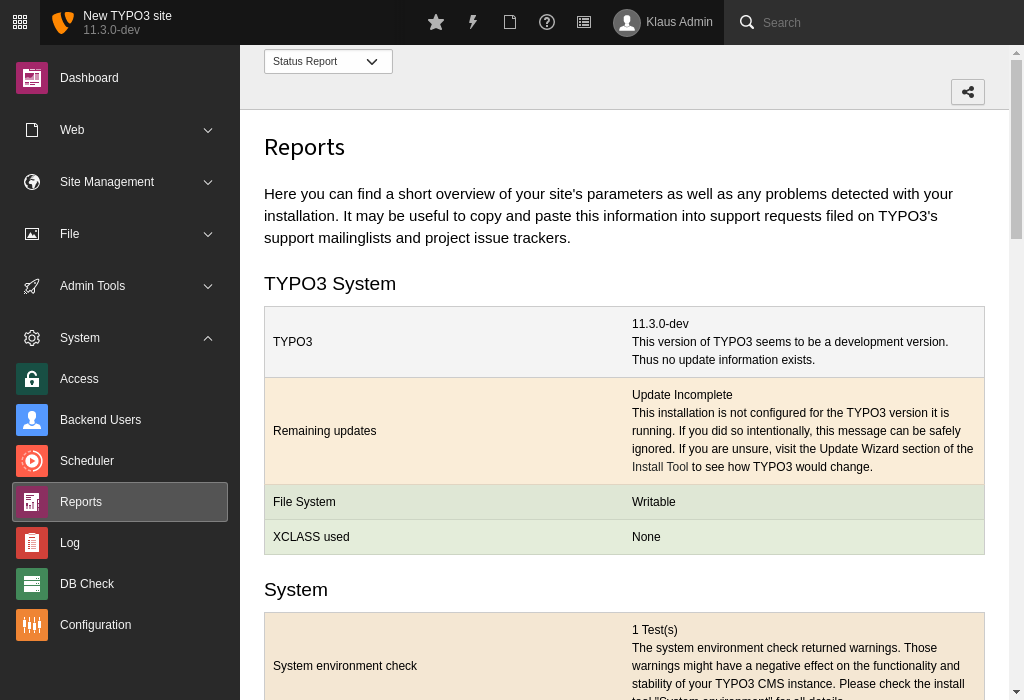 New TYPO3 site
11.3.0-dev
Klaus Admin
Search
Dashboard
Web
Site Management
File
Admin Tools
System
Access
Backend Users
Scheduler
Reports
Log
DB Check
Configuration
Status Report
Reports
Here you can find a short overview of your site's parameters as well as any problems detected with your
installation. It may be useful to copy and paste this information into support requests filed on TYPO3's
support mailinglists and project issue trackers.
TYPO3 System
TYPO3
11.3.0-dev
This version of TYPO3 seems to be a development version.
Thus no update information exists.
Remaining updates
Update Incomplete
This installation is not configured for the TYPO3 version it is
running. If you did so intentionally, this message can be safely
ignored. If you are unsure, visit the Update Wizard section of the
Install Tool to see how TYPO3 would change.
File System
Writable
XCLASS used
None
System
System environment check
1 Test(s)
The system environment check returned warnings. Those
warnings might have a negative effect on the functionality and
stability of your TYPO3 CMS instance. Please check the install
tool "System environment" for all details.